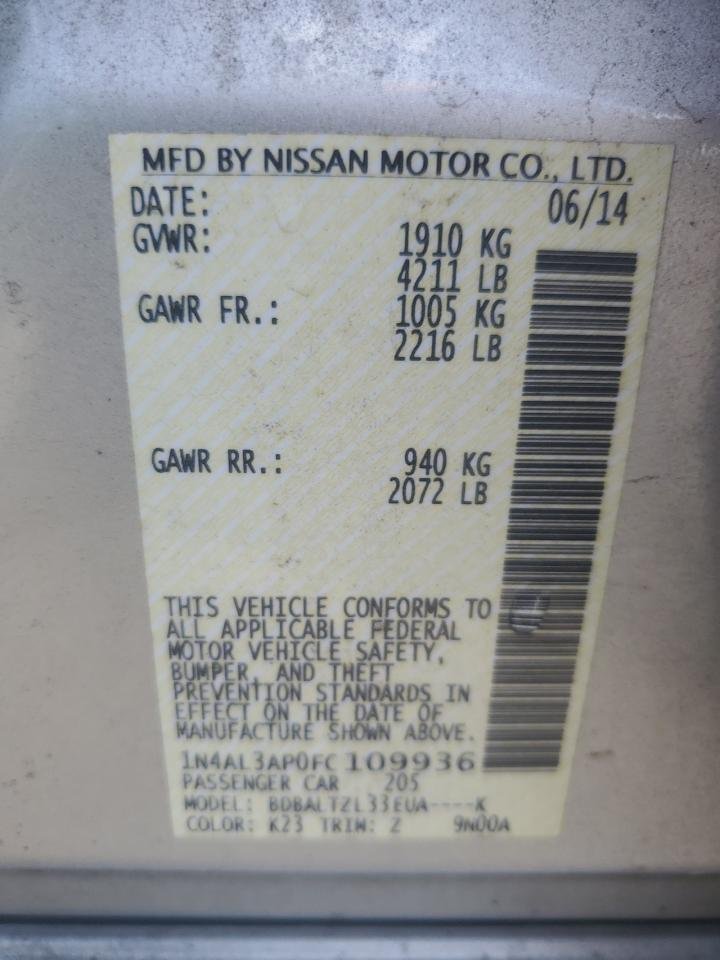 MFD BY NISSAN MOTOR CO., LTD.
DATE: 06/14
GVWR: 1910 KG
4211 LB
GAWR FR.: 1005 KG
2216 LB
GAWR RR.: 940 KG
2072 LB
THIS VEHICLE CONFORMS TO
ALL APPLICABLE FEDERAL
MOTOR VEHICLE SAFETY,
BUMPER, AND THEFT
PREVENTION STANDARDS IN
EFFECT ON THE DATE OF
MANUFACTURE SHOWN ABOVE.
1N4AL3AP0FC109936
PASSENGER CAR 205
MODEL: BDBALTZL33EUA----K
COLOR: K23 TRIM: Z 9N00A